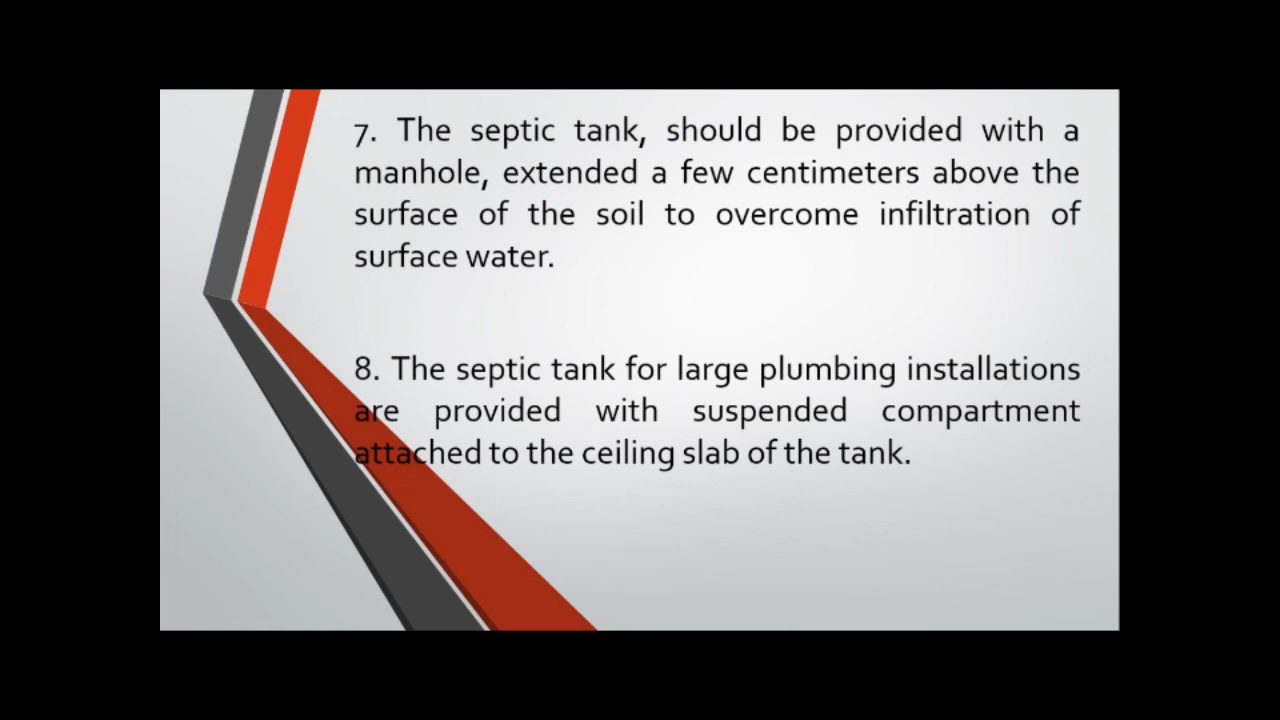 7. The septic tank, should be provided with a
manhole, extended a few centimeters above the
surface of the soil to overcome infiltration of
surface water.
8. The septic tank for large plumbing installations
are provided with suspended compartment
attached to the ceiling slab of the tank.